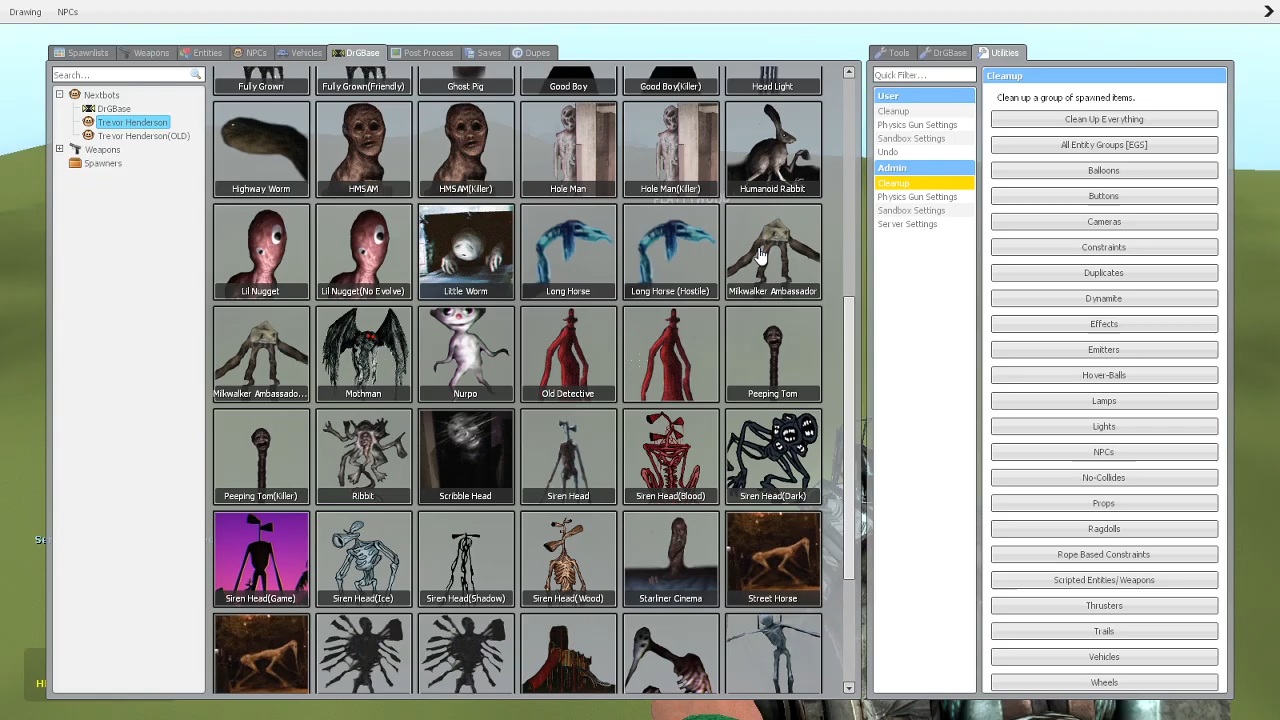 Drawing NPCs
Spawnlists Weapons Entities NPCs Vehicles DrGBase Post Process Saves Dupes
Tools DrGBase Utilities
Search...
Nextbots
DrGBase
Trevor Henderson
Trevor Henderson(OLD)
Weapons
Spawners
Fully Grown Fully Grown(Friendly) Ghost Pig Good Boy Good Boy(Killer) Head Light
Highway Worm HMSAM HMSAM(Killer) Hole Man Hole Man(Killer) Humanoid Rabbit
Lil Nugget Lil Nugget(No Evolve) Little Worm Long Horse Long Horse (Hostile) Milkwalker Ambassador
Milkwalker Ambassado... Mothman Nurpo Old Detective Peeping Tom
Peeping Tom(Killer) Ribbit Scribble Head Siren Head Siren Head(Blood) Siren Head(Dark)
Siren Head(Game) Siren Head(Ice) Siren Head(Shadow) Siren Head(Wood) Starliner Cinema Street Horse
Quick Filter...
User
Cleanup
Physics Gun Settings
Sandbox Settings
Undo
Admin
Cleanup
Physics Gun Settings
Sandbox Settings
Server Settings
Cleanup
Clean up a group of spawned items.
Clean Up Everything
All Entity Groups [EGS]
Balloons
Buttons
Cameras
Constraints
Duplicates
Dynamite
Effects
Emitters
Hover-Balls
Lamps
Lights
NPCs
No-Collides
Props
Ragdolls
Rope Based Constraints
Scripted Entities/Weapons
Thrusters
Trails
Vehicles
Wheels